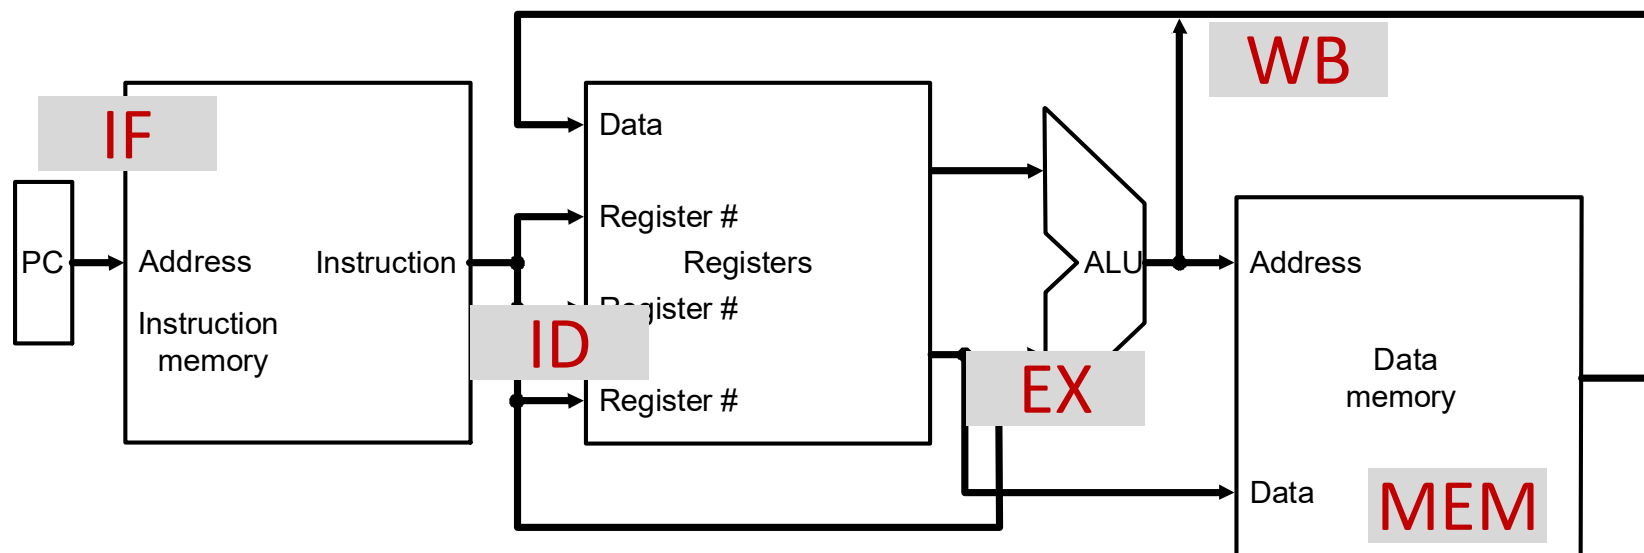 WB
IF
Data
Register #
PC
Address
Instruction
Registers
ALU
Address
Register #
Instruction
memory
ID
Data
memory
EX
Register #
Data
MEM